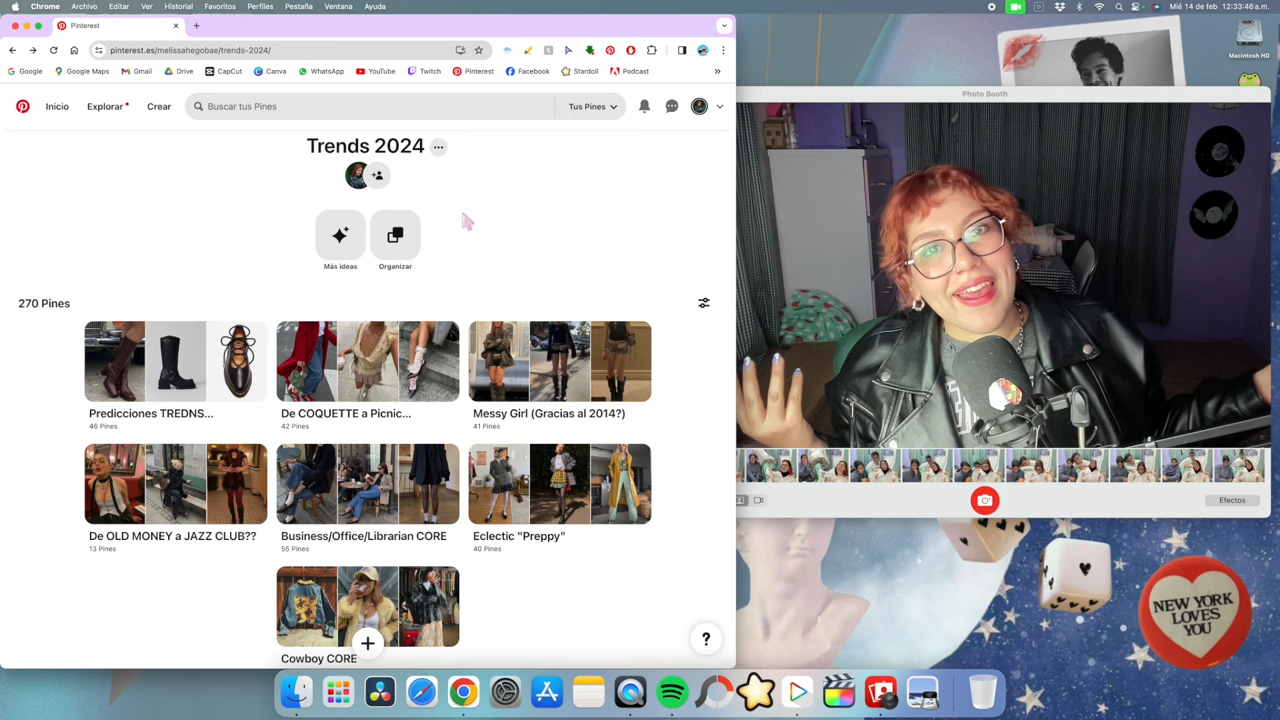 Chrome Archivo Editar Ver Historial Favoritos Perfiles Pestaña Ventana Ayuda
Mié 14 de feb 12:33:46 a.m.
Pinterest
pinterest.es/melissahegobae/trends-2024/
Google Google Maps Gmail Drive CapCut Canva WhatsApp YouTube Twitch Pinterest Facebook Stardoll Podcast
Macintosh HD
Photo Booth
Inicio Explorar Crear Buscar tus Pines Tus Pines
Trends 2024
Más ideas Organizar
270 Pines
Predicciones TREDNS... De COQUETTE a Picnic... Messy Girl (Gracias al 2014?)
46 Pines 42 Pines 41 Pines
De OLD MONEY a JAZZ CLUB?? Business/Office/Librarian CORE Eclectic "Preppy"
13 Pines 55 Pines 40 Pines
Cowboy CORE
Efectos
NEW YORK
LOVES
YOU